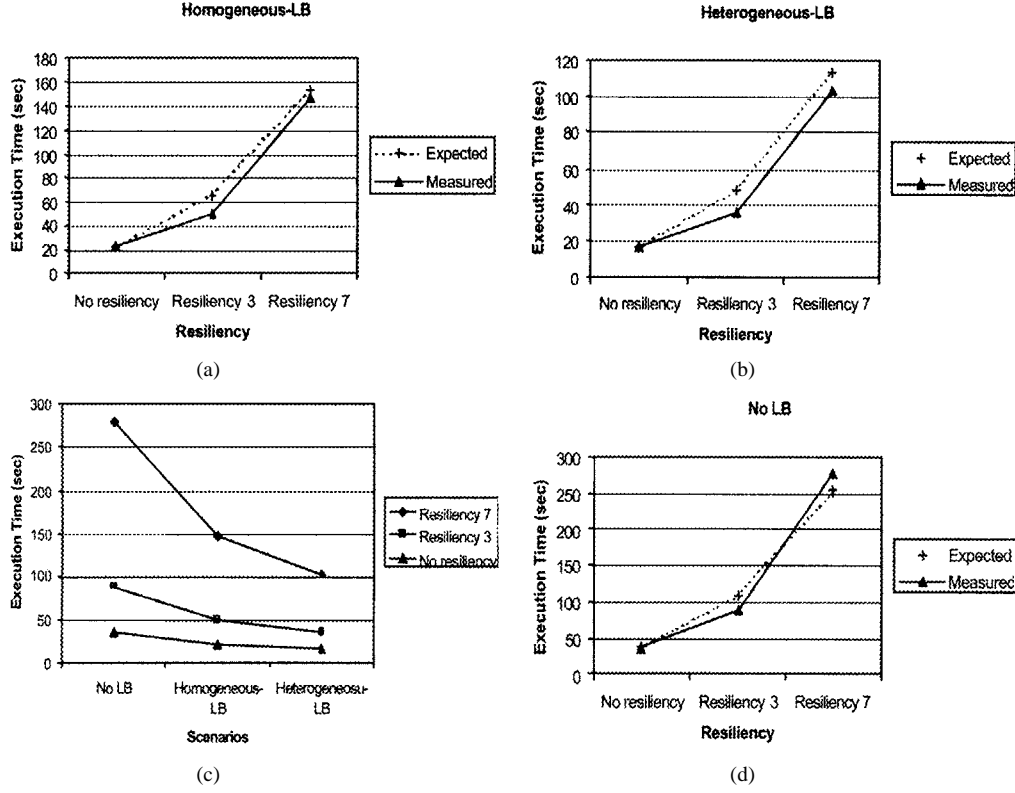 Homogeneous-LB
180
160
140
120
100
80
60
40
20
0
Execution Time (sec)
No resiliency Resiliency 3 Resiliency 7
Resiliency
Expected
Measured
(a)
Heterogeneous-LB
120
100
80
60
40
20
0
Execution Time (sec)
No resiliency Resiliency 3 Resiliency 7
Resiliency
Expected
Measured
(b)
300
250
200
150
100
50
0
Execution Time (sec)
No LB Homogeneous- Heterogeneosu-
LB LB
Scenarios
Resiliency 7
Resiliency 3
No resiliency
(c)
No LB
300
250
200
150
100
50
0
Execution Time (sec)
No resiliency Resiliency 3 Resiliency 7
Resiliency
Expected
Measured
(d)